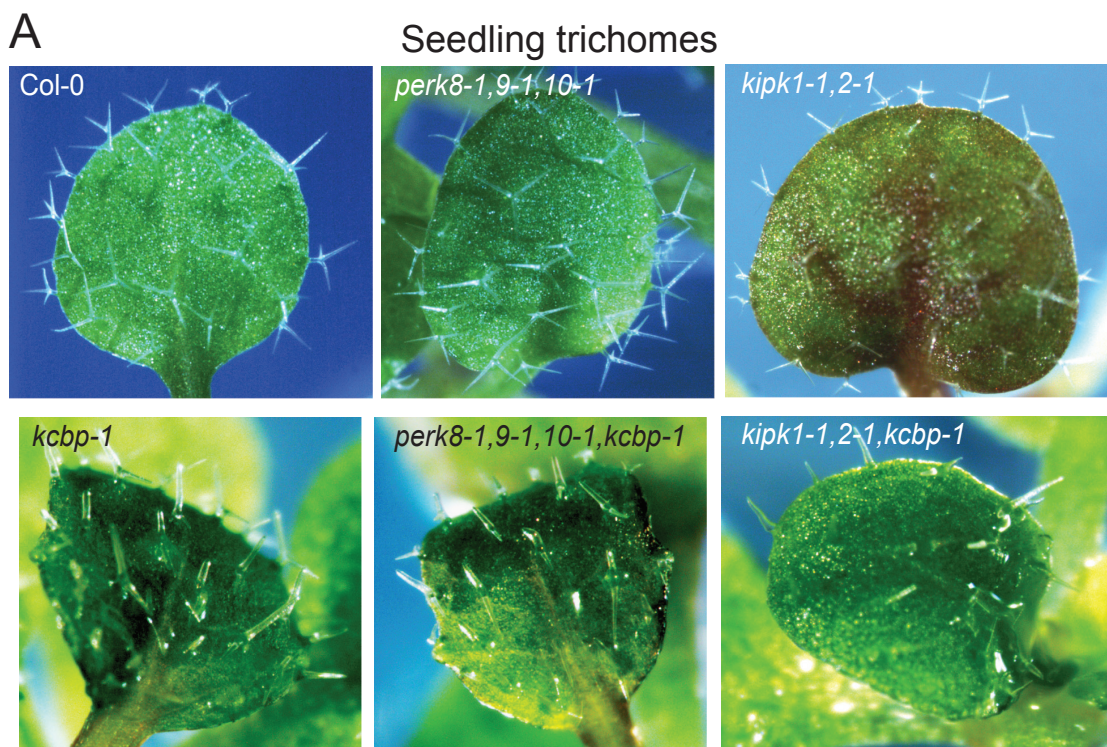 A
Seedling trichomes
Col-0
perk8-1,9-1,10-1
kipk1-1,2-1
kcbp-1
perk8-1,9-1,10-1,kcbp-1
kipk1-1,2-1,kcbp-1